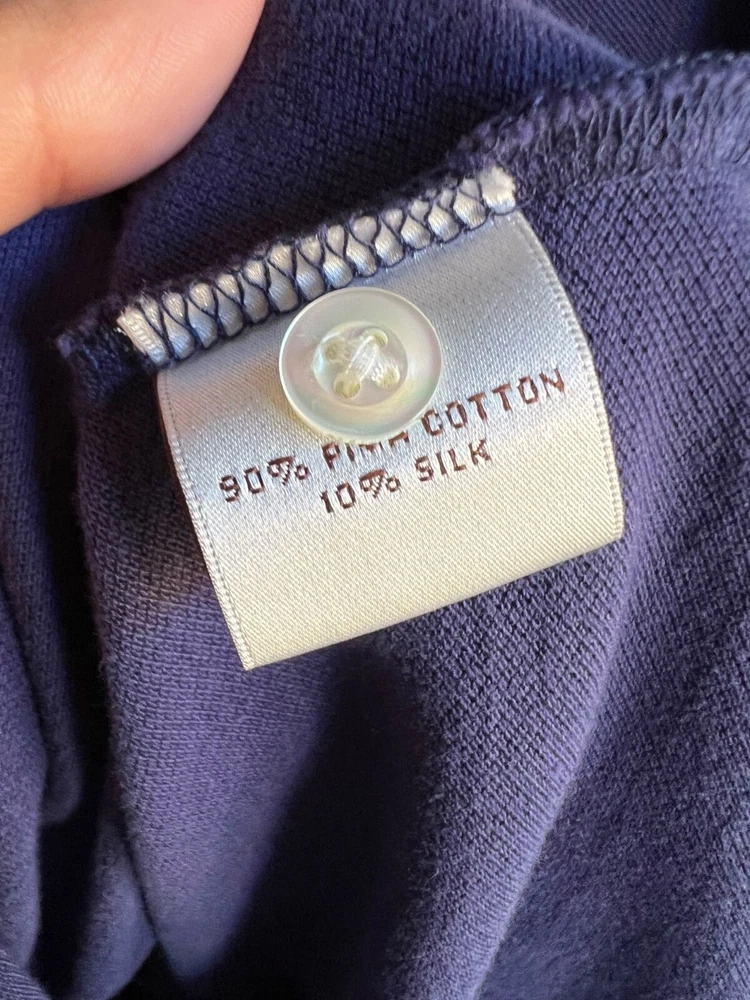 90% PIMA COTTON
10% SILK